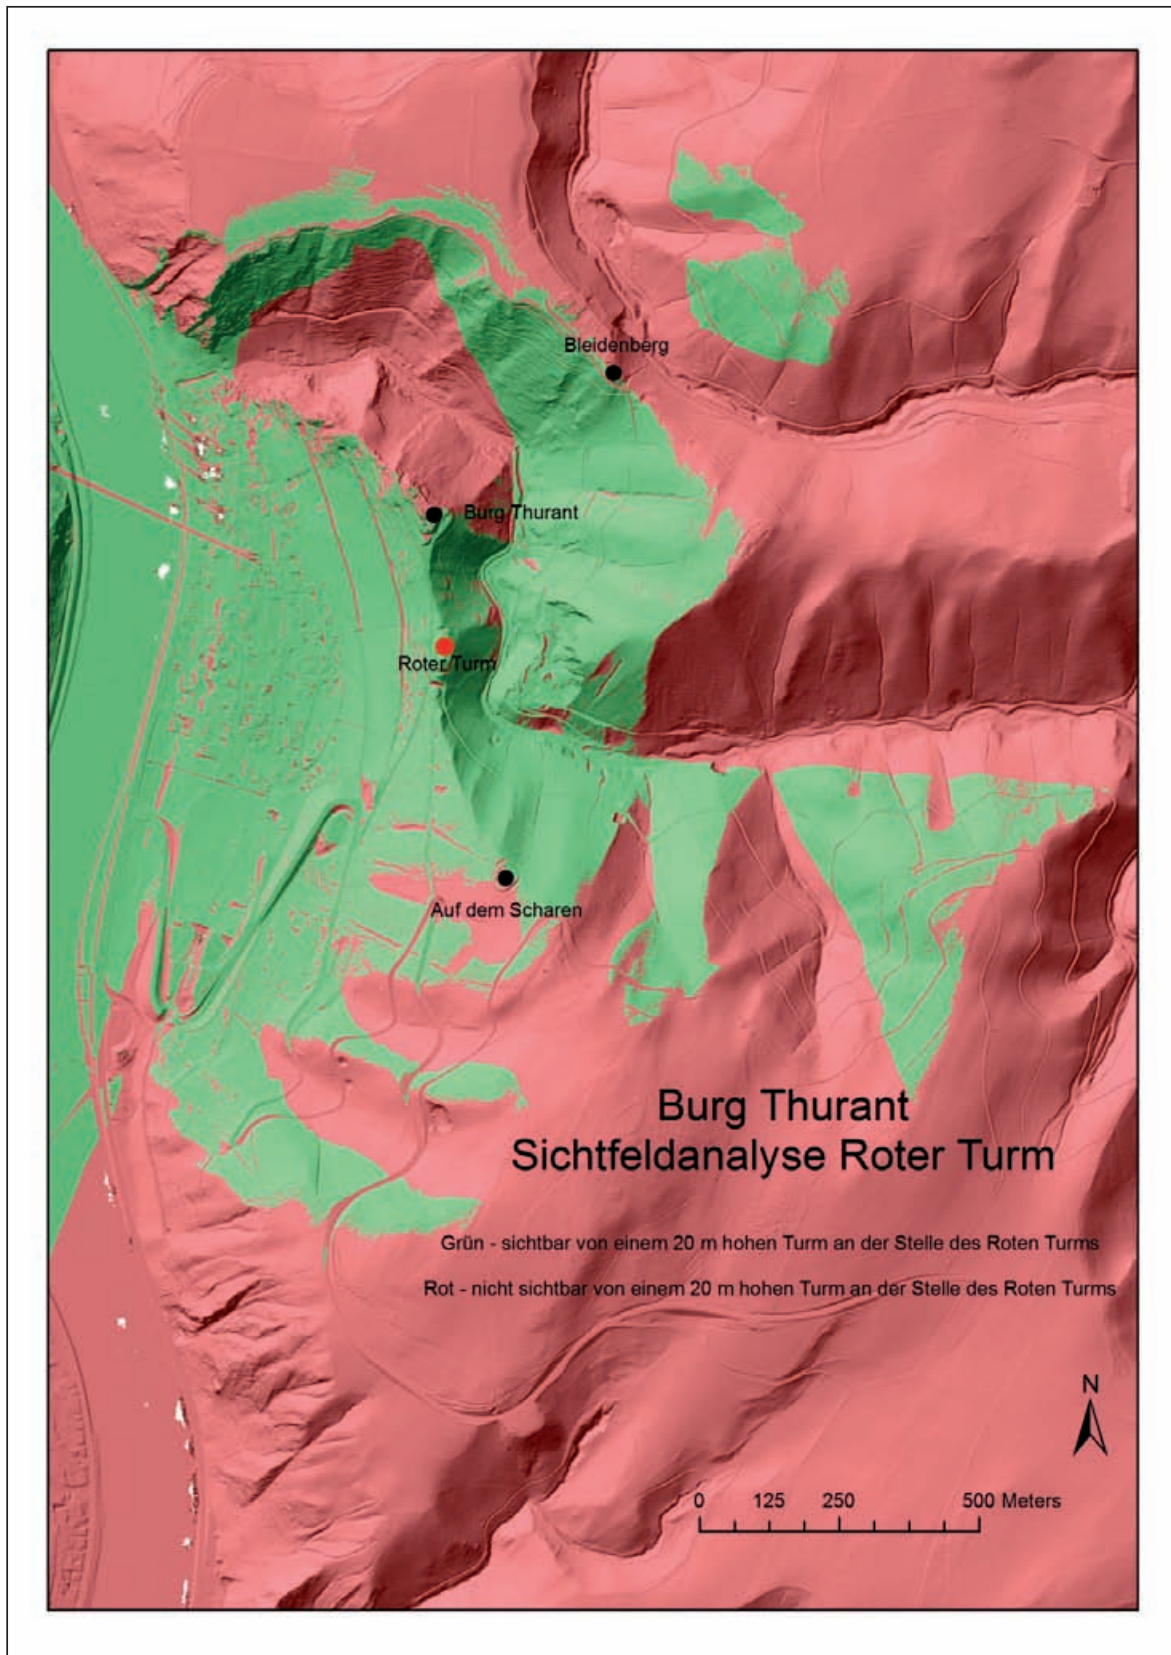 Bleidenberg
Burg Thurant
Roter Turm
Auf dem Scharen
Burg Thurant
Sichtfeldanalyse Roter Turm
Grün - sichtbar von einem 20 m hohen Turm an der Stelle des Roten Turms
Rot - nicht sichtbar von einem 20 m hohen Turm an der Stelle des Roten Turms
N
0 125 250 500 Meters